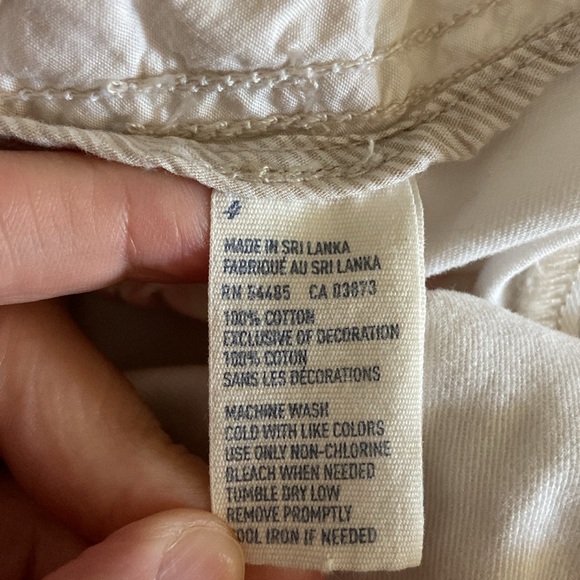 4
MADE IN SRI LANKA
FABRIQUÉ AU SRI LANKA
RN 54485 CA 03873
100% COTTON
EXCLUSIVE OF DECORATION
100% COTON
SANS LES DÉCORATIONS
MACHINE WASH
COLD WITH LIKE COLORS
USE ONLY NON-CHLORINE
BLEACH WHEN NEEDED
TUMBLE DRY LOW
REMOVE PROMPTLY
COOL IRON IF NEEDED